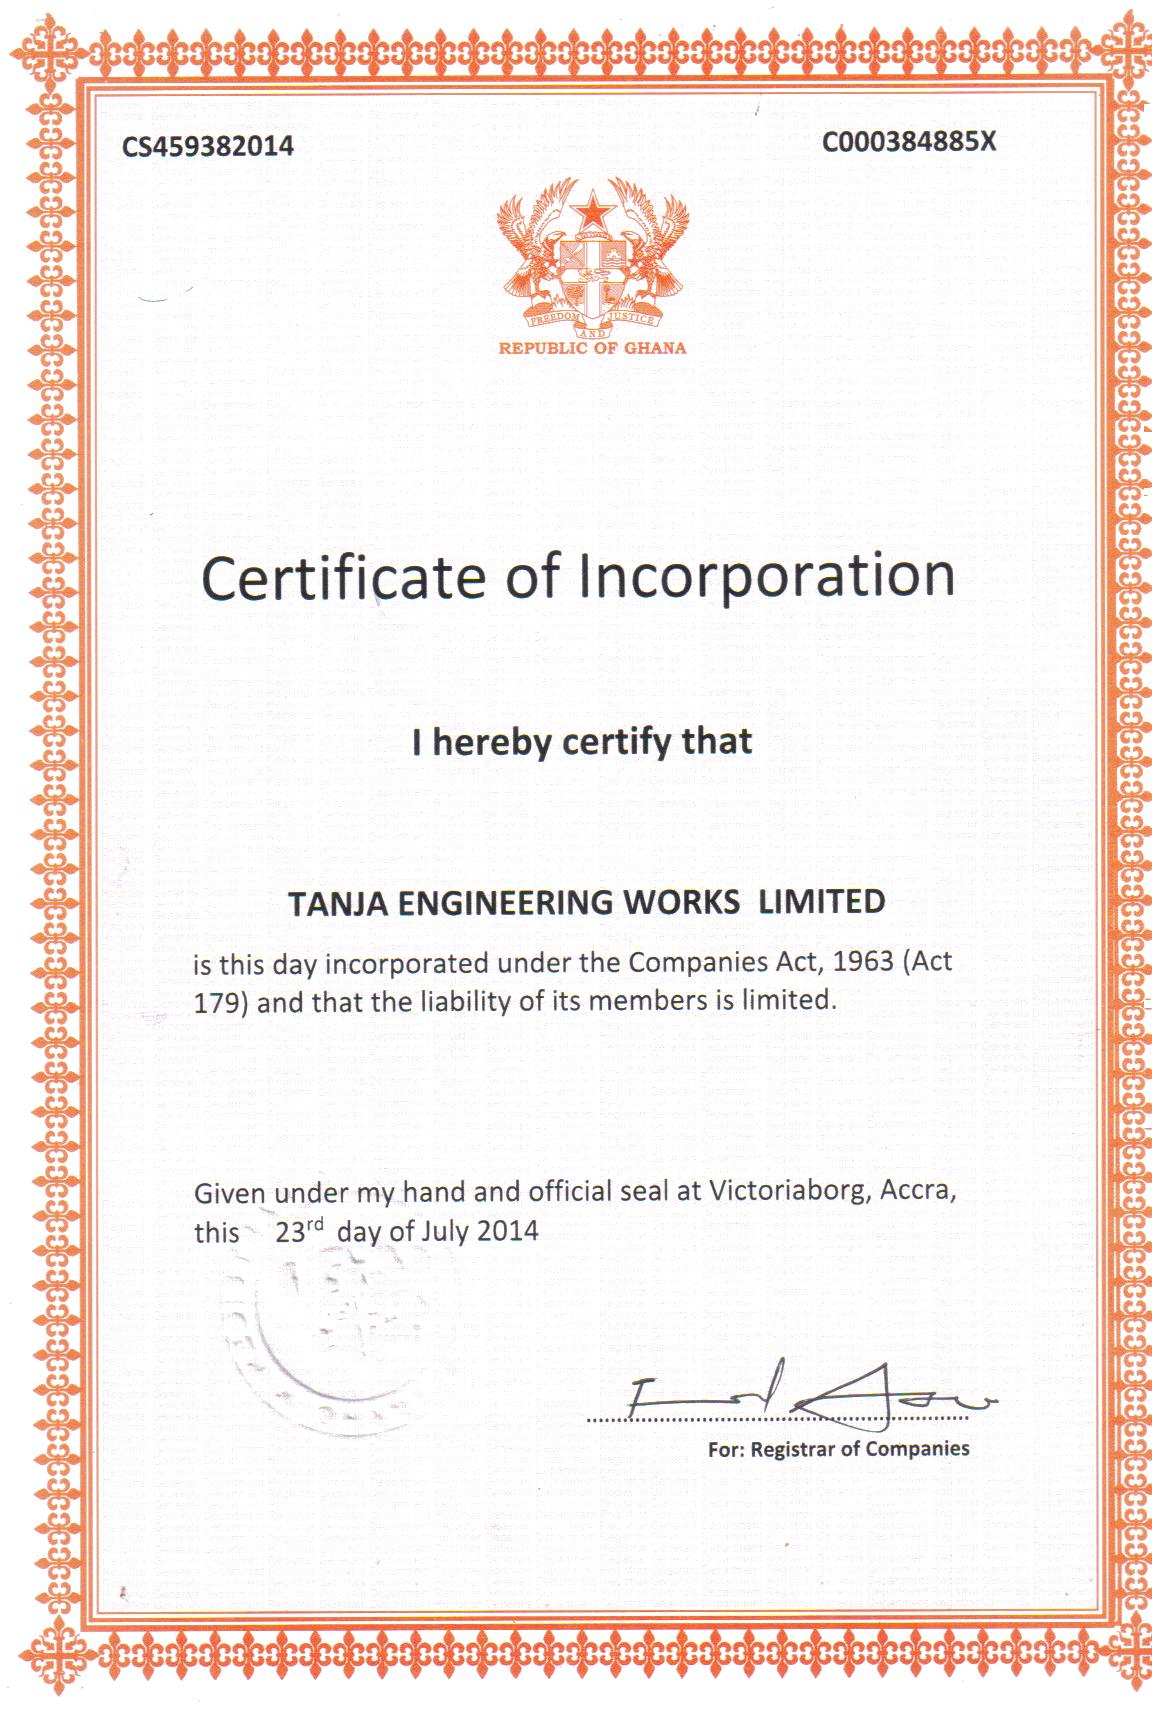 CS459382014
C000384885X
FREEDOM AND JUSTICE
REPUBLIC OF GHANA
Certificate of Incorporation
I hereby certify that
TANJA ENGINEERING WORKS LIMITED
is this day incorporated under the Companies Act, 1963 (Act
179) and that the liability of its members is limited.
Given under my hand and official seal at Victoriaborg, Accra,
this 23rd day of July 2014
For: Registrar of Companies